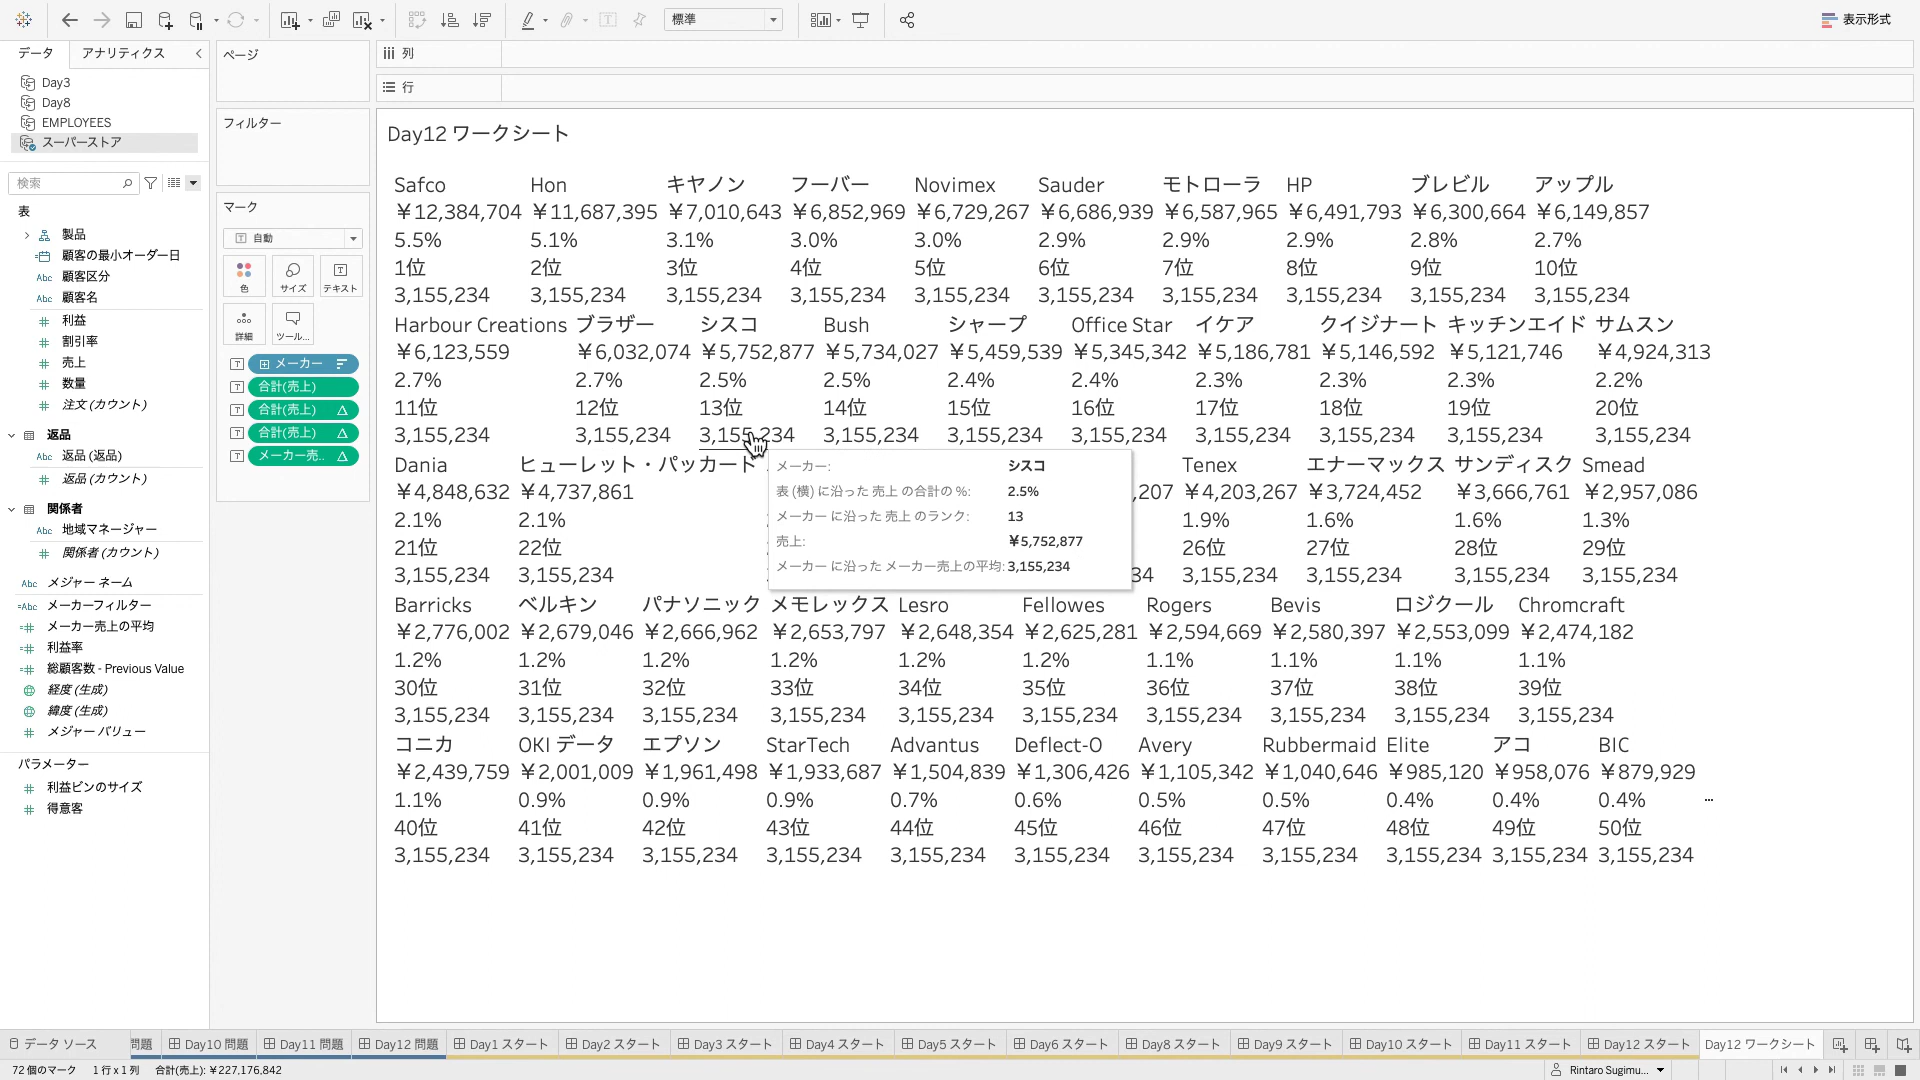 標準
表示形式
データ
アナリティクス
Day3
Day8
EMPLOYEES
スーパーストア
検索
表
製品
顧客の最小オーダー日
Abc 顧客区分
Abc 顧客名
利益
割引率
売上
数量
注文 (カウント)
返品
Abc 返品 (返品)
返品 (カウント)
関係者
Abc 地域マネージャー
関係者 (カウント)
Abc メジャー ネーム
=Abc メーカーフィルター
メーカー売上の平均
利益率
総顧客数 - Previous Value
経度 (生成)
緯度 (生成)
メジャー バリュー
パラメーター
利益ビンのサイズ
得意客
ページ
フィルター
マーク
自動
色 サイズ テキスト
詳細 ツール...
メーカー
合計(売上)
合計(売上) Δ
合計(売上) Δ
メーカー売.. Δ
列
行
Day12 ワークシート
Safco Hon キヤノン フーバー Novimex Sauder モトローラ HP ブレビル アップル
¥12,384,704 ¥11,687,395 ¥7,010,643 ¥6,852,969 ¥6,729,267 ¥6,686,939 ¥6,587,965 ¥6,491,793 ¥6,300,664 ¥6,149,857
5.5% 5.1% 3.1% 3.0% 3.0% 2.9% 2.9% 2.9% 2.8% 2.7%
1位 2位 3位 4位 5位 6位 7位 8位 9位 10位
3,155,234 3,155,234 3,155,234 3,155,234 3,155,234 3,155,234 3,155,234 3,155,234 3,155,234 3,155,234
Harbour Creations ブラザー シスコ Bush シャープ Office Star イケア クイジナート キッチンエイド サムスン
¥6,123,559 ¥6,032,074 ¥5,752,877 ¥5,734,027 ¥5,459,539 ¥5,345,342 ¥5,186,781 ¥5,146,592 ¥5,121,746 ¥4,924,313
2.7% 2.7% 2.5% 2.5% 2.4% 2.4% 2.3% 2.3% 2.3% 2.2%
11位 12位 13位 14位 15位 16位 17位 18位 19位 20位
3,155,234 3,155,234 3,155,234 3,155,234 3,155,234 3,155,234 3,155,234 3,155,234 3,155,234 3,155,234
Dania ヒューレット・パッカード Tenex エナーマックス サンディスク Smead
¥4,848,632 ¥4,737,861 ,207 ¥4,203,267 ¥3,724,452 ¥3,666,761 ¥2,957,086
2.1% 2.1% 1.9% 1.6% 1.6% 1.3%
21位 22位 26位 27位 28位 29位
3,155,234 3,155,234 34 3,155,234 3,155,234 3,155,234 3,155,234
メーカー: シスコ
表 (横) に沿った 売上 の合計の %: 2.5%
メーカー に沿った 売上 のランク: 13
売上: ¥5,752,877
メーカー に沿った メーカー売上の平均: 3,155,234
Barricks ベルキン パナソニック メモレックス Lesro Fellowes Rogers Bevis ロジクール Chromcraft
¥2,776,002 ¥2,679,046 ¥2,666,962 ¥2,653,797 ¥2,648,354 ¥2,625,281 ¥2,594,669 ¥2,580,397 ¥2,553,099 ¥2,474,182
1.2% 1.2% 1.2% 1.2% 1.2% 1.2% 1.1% 1.1% 1.1% 1.1%
30位 31位 32位 33位 34位 35位 36位 37位 38位 39位
3,155,234 3,155,234 3,155,234 3,155,234 3,155,234 3,155,234 3,155,234 3,155,234 3,155,234 3,155,234
コニカ OKI データ エプソン StarTech Advantus Deflect-O Avery Rubbermaid Elite アコ BIC
¥2,439,759 ¥2,001,009 ¥1,961,498 ¥1,933,687 ¥1,504,839 ¥1,306,426 ¥1,105,342 ¥1,040,646 ¥985,120 ¥958,076 ¥879,929
1.1% 0.9% 0.9% 0.9% 0.7% 0.6% 0.5% 0.5% 0.4% 0.4% 0.4% ...
40位 41位 42位 43位 44位 45位 46位 47位 48位 49位 50位
3,155,234 3,155,234 3,155,234 3,155,234 3,155,234 3,155,234 3,155,234 3,155,234 3,155,234 3,155,234 3,155,234
データ ソース 問題 Day10 問題 Day11 問題 Day12 問題 Day1 スタート Day2 スタート Day3 スタート Day4 スタート Day5 スタート Day6 スタート Day8 スタート Day9 スタート Day10 スタート Day11 スタート Day12 スタート Day12 ワークシート
72 個のマーク 1 行 x 1 列 合計(売上): ¥227,176,842 Rintaro Sugimu...